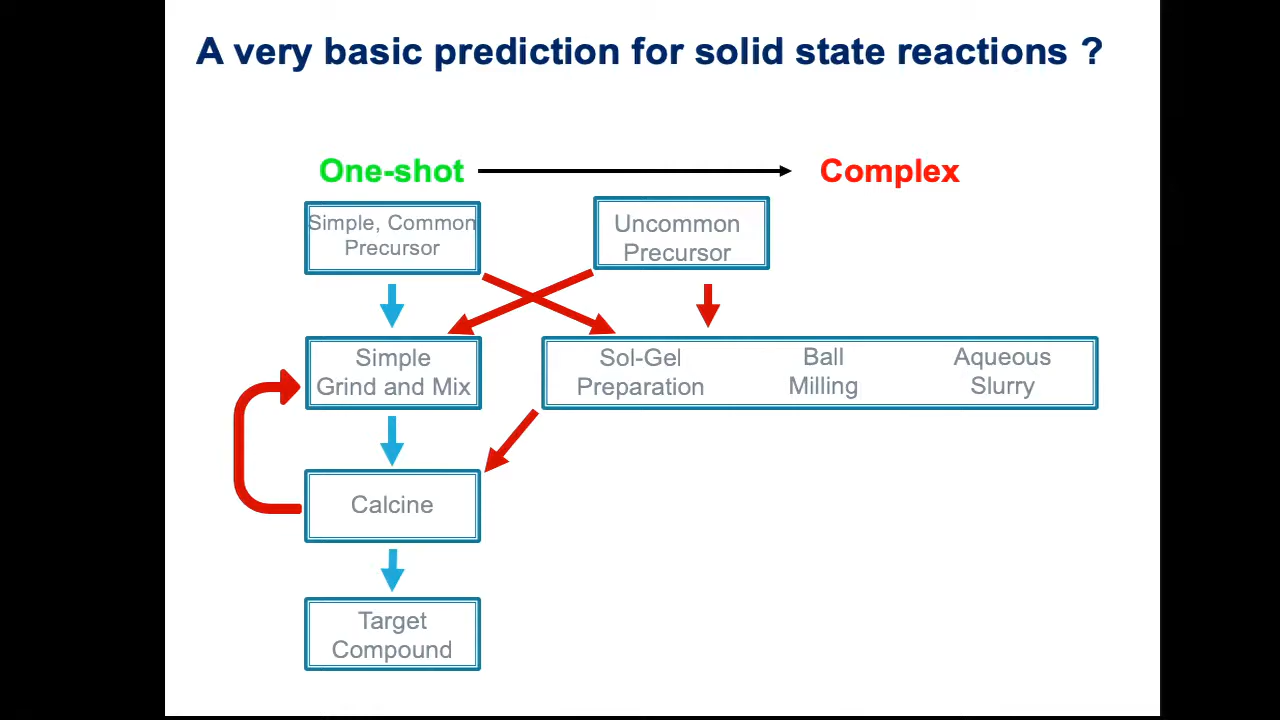 A very basic prediction for solid state reactions ?
One-shot
Complex
Simple, Common
Precursor
Uncommon
Precursor
Simple
Grind and Mix
Sol-Gel
Preparation
Ball
Milling
Aqueous
Slurry
Calcine
Target
Compound